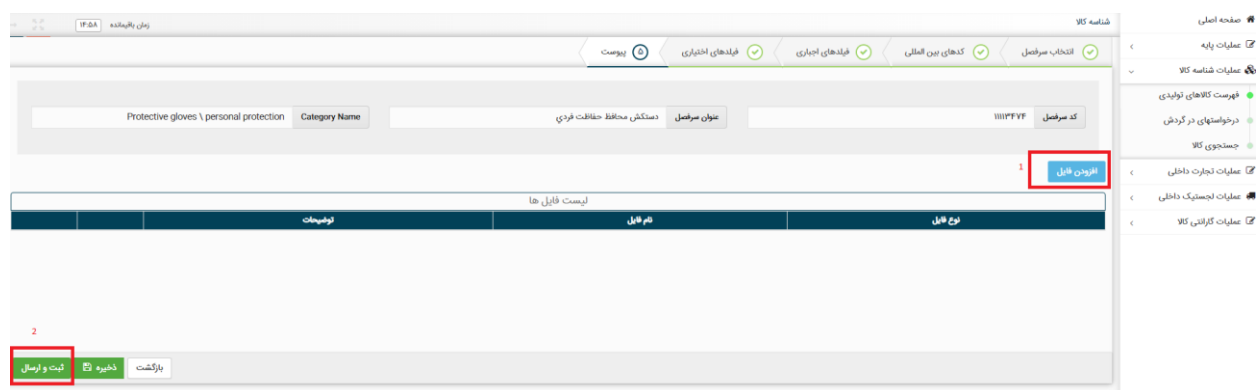 شناسه کالا
زمان باقیمانده ۱۴:۵۸
انتخاب سرفصل
کدهای بین المللی
فیلدهای اجباری
فیلدهای اختیاری
۵ پیوست
کد سرفصل ۱۱۱۱۳۴۷۴
عنوان سرفصل دستکش محافظ حفاظت فردي
Category Name Protective gloves \ personal protection
افزودن فایل
1
لیست فایل ها
نوع فایل نام فایل توضیحات
2
بازگشت ذخیره ثبت و ارسال
صفحه اصلی
عملیات پایه
عملیات شناسه کالا
فهرست کالاهای تولیدی
درخواستهای در گردش
جستجوی کالا
عملیات تجارت داخلی
عملیات لجستیک داخلی
عملیات گارانتی کالا